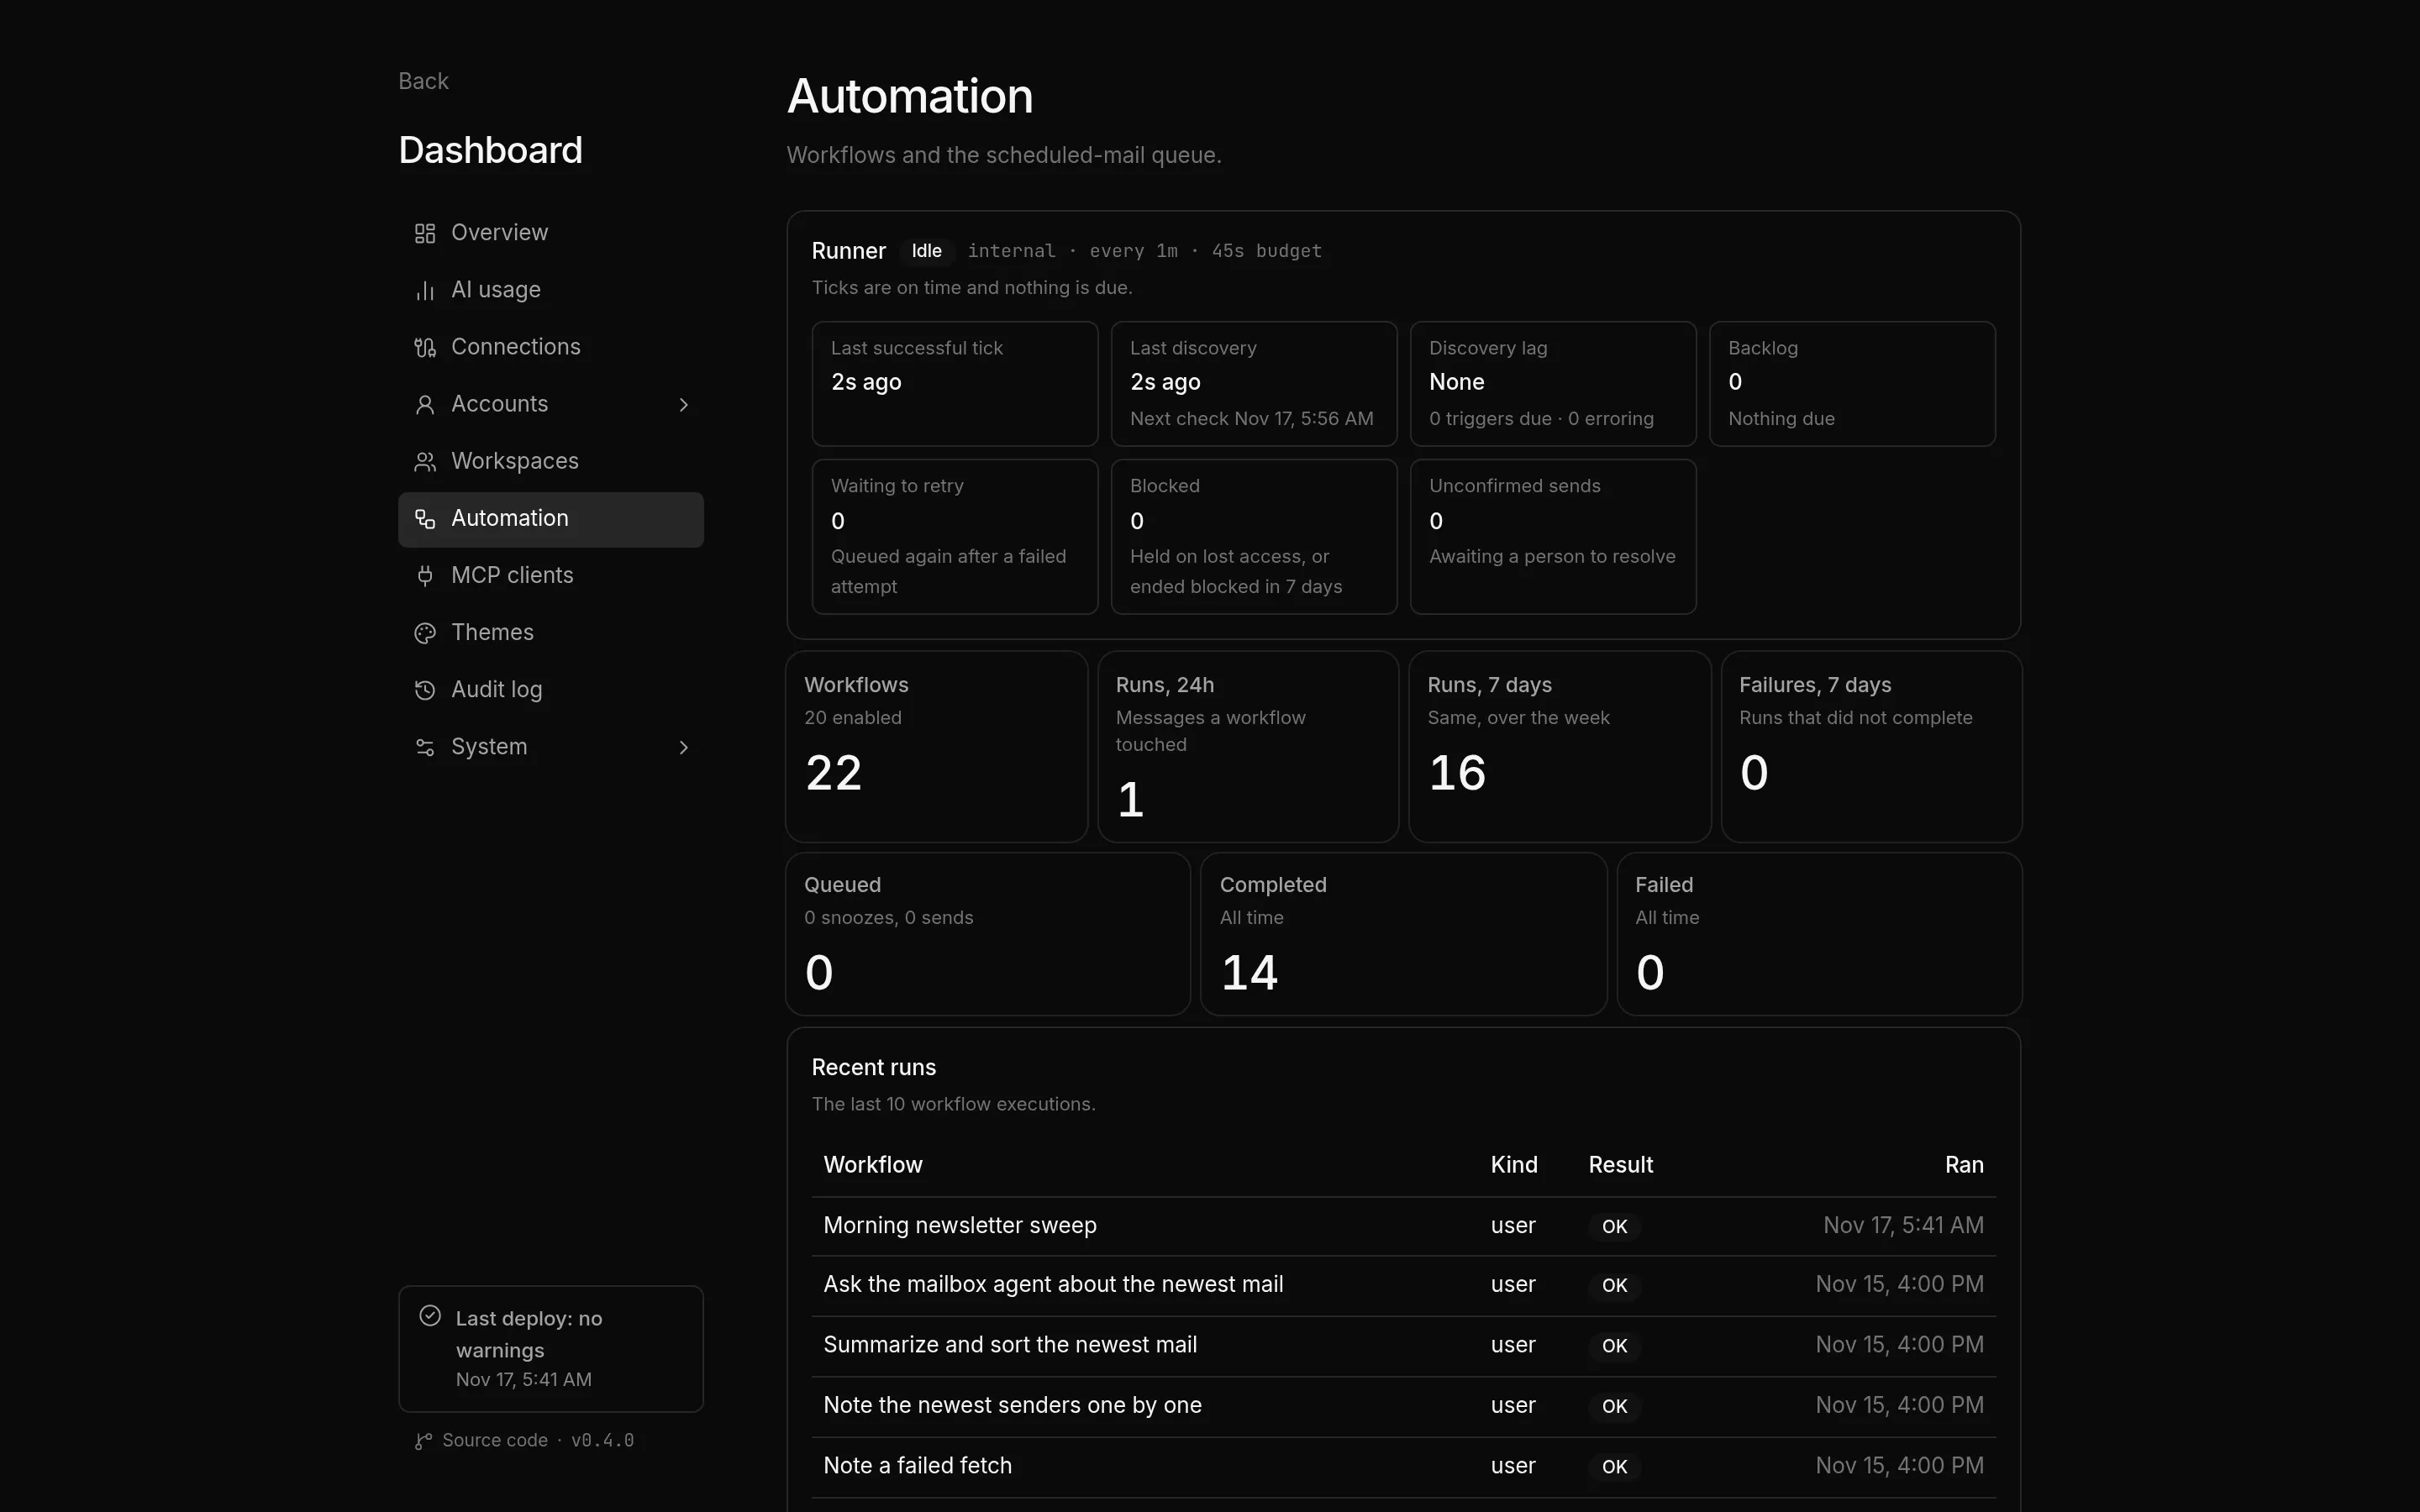 Back
Dashboard
Overview
AI usage
Connections
Accounts
Workspaces
Automation
MCP clients
Themes
Audit log
System
Last deploy: no
warnings
Nov 17, 5:41 AM
Source code · v0.4.0
Automation
Workflows and the scheduled-mail queue.
Runner Idle internal · every 1m · 45s budget
Ticks are on time and nothing is due.
Last successful tick
2s ago
Last discovery
2s ago
Next check Nov 17, 5:56 AM
Discovery lag
None
0 triggers due · 0 erroring
Backlog
0
Nothing due
Waiting to retry
0
Queued again after a failed
attempt
Blocked
0
Held on lost access, or
ended blocked in 7 days
Unconfirmed sends
0
Awaiting a person to resolve
Workflows
20 enabled
22
Runs, 24h
Messages a workflow
touched
1
Runs, 7 days
Same, over the week
16
Failures, 7 days
Runs that did not complete
0
Queued
0 snoozes, 0 sends
0
Completed
All time
14
Failed
All time
0
Recent runs
The last 10 workflow executions.
Workflow Kind Result Ran
Morning newsletter sweep user OK Nov 17, 5:41 AM
Ask the mailbox agent about the newest mail user OK Nov 15, 4:00 PM
Summarize and sort the newest mail user OK Nov 15, 4:00 PM
Note the newest senders one by one user OK Nov 15, 4:00 PM
Note a failed fetch user OK Nov 15, 4:00 PM